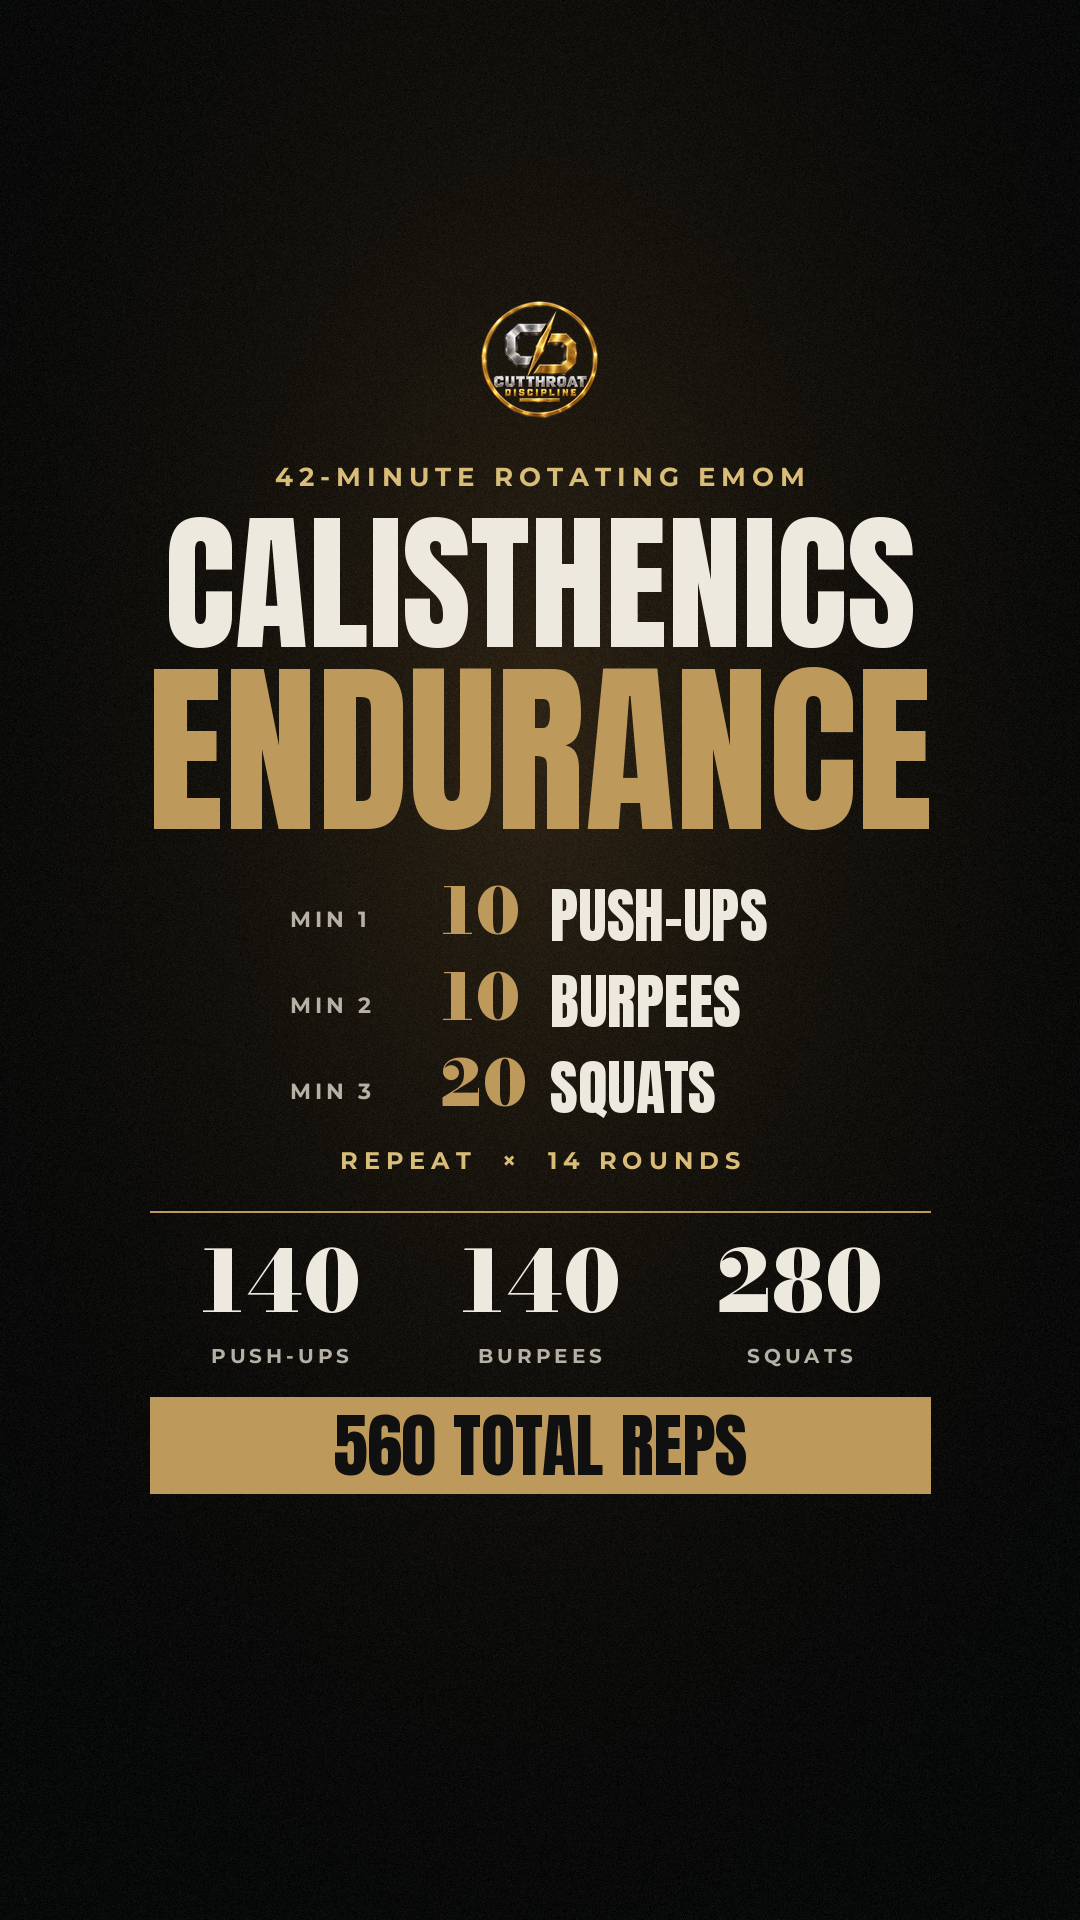 CUTTHROAT
DISCIPLINE
42-MINUTE ROTATING EMOM
CALISTHENICS
ENDURANCE
MIN 1 10 PUSH-UPS
MIN 2 10 BURPEES
MIN 3 20 SQUATS
REPEAT × 14 ROUNDS
140 140 280
PUSH-UPS BURPEES SQUATS
560 TOTAL REPS